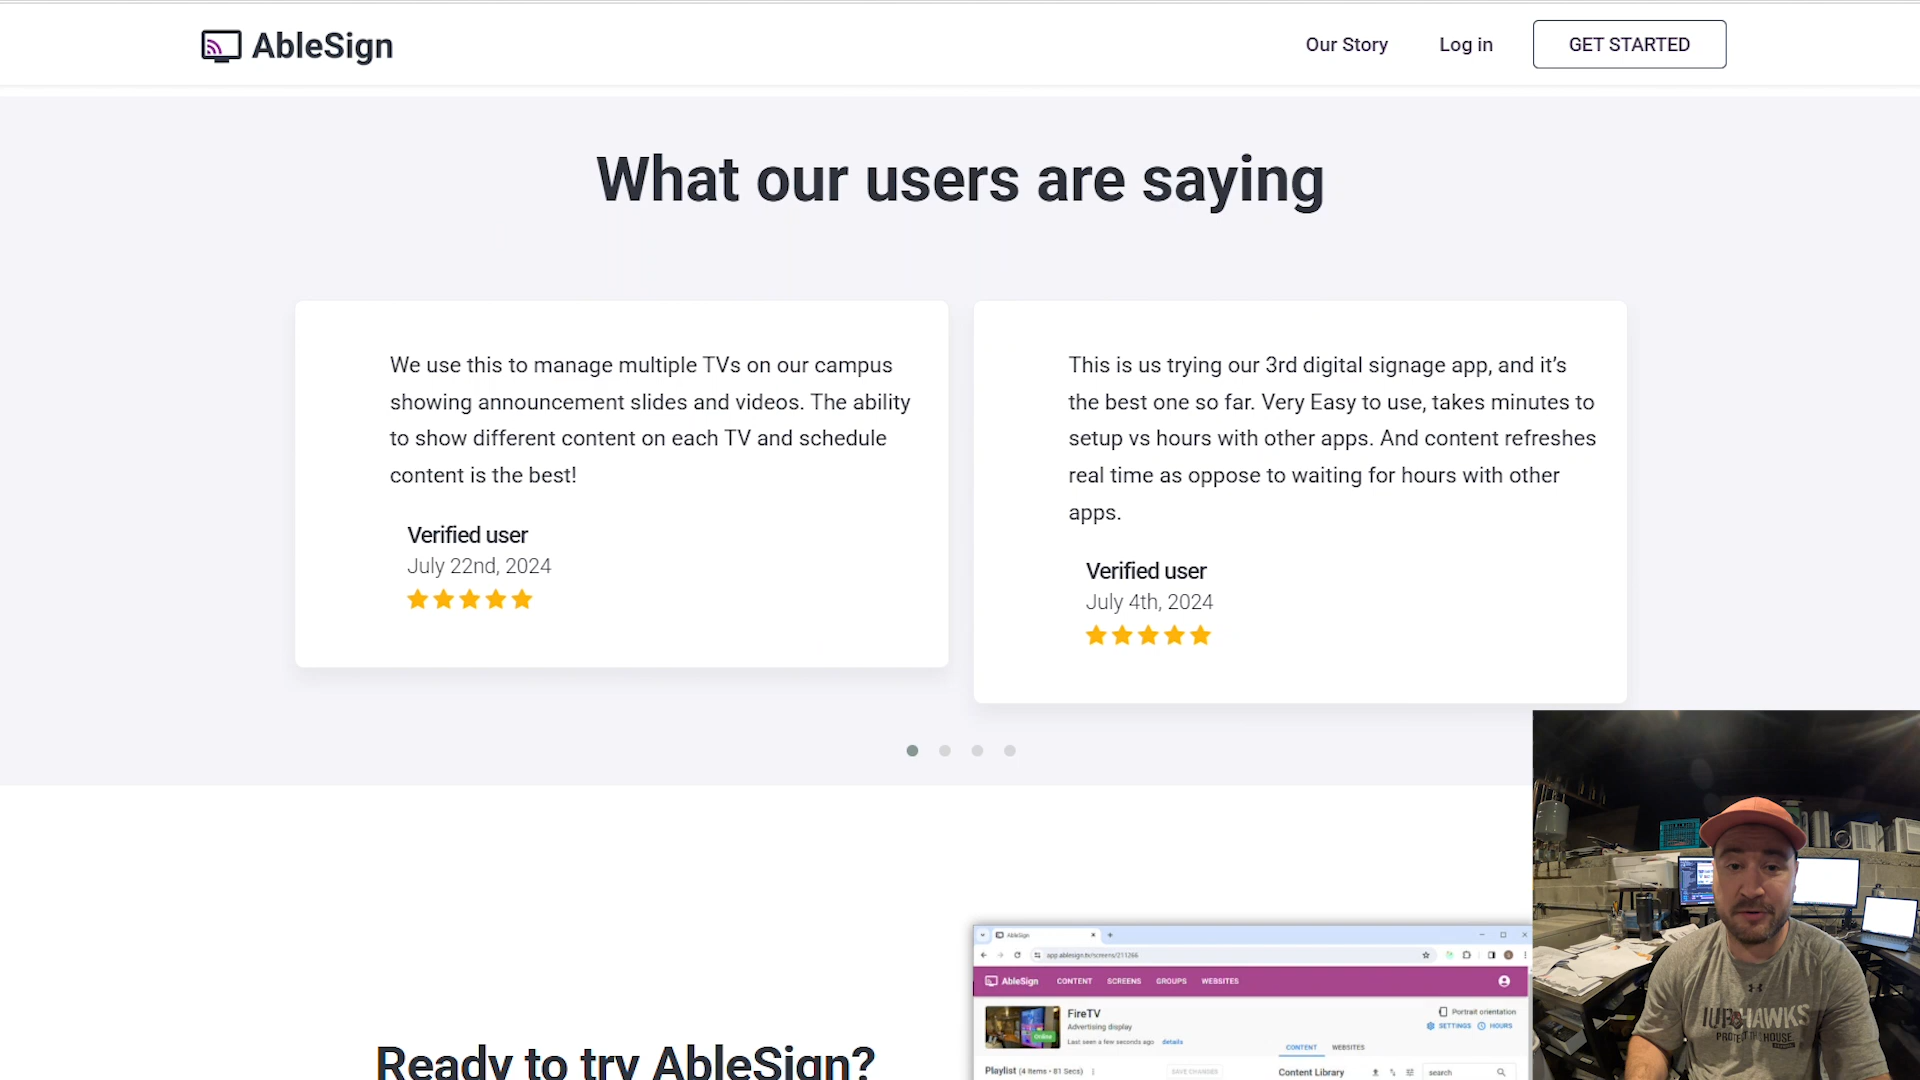 AbleSign
Our Story
Log in
GET STARTED
What our users are saying
We use this to manage multiple TVs on our campus
showing announcement slides and videos. The ability
to show different content on each TV and schedule
content is the best!
Verified user
July 22nd, 2024
This is us trying our 3rd digital signage app, and it’s
the best one so far. Very Easy to use, takes minutes to
setup vs hours with other apps. And content refreshes
real time as oppose to waiting for hours with other
apps.
Verified user
July 4th, 2024
Ready to try AbleSign?
AbleSign
app.ablesign.tv/screens/211266
AbleSign CONTENT SCREENS GROUPS WEBSITES
FireTV
Advertising display
Online
Last seen a few seconds ago details
Portrait orientation
SETTINGS HOURS
CONTENT WEBSITES
Playlist (4 Items • 81 Secs)
SAVE CHANGES
Content Library
search
IUP HAWKS
PROTECT THE HOUSE